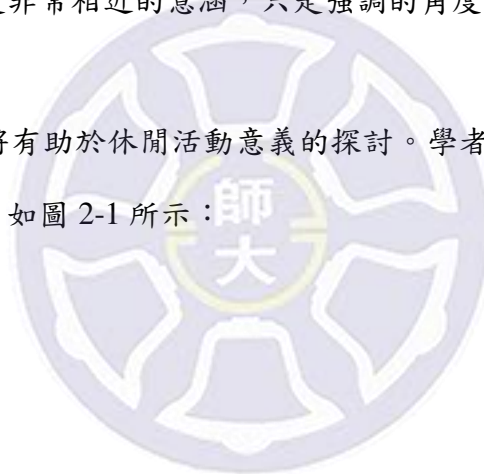 非常相近的意涵，只是強調的角度
將有助於休閒活動意義的探討。學者
如圖 2-1 所示：
師
大